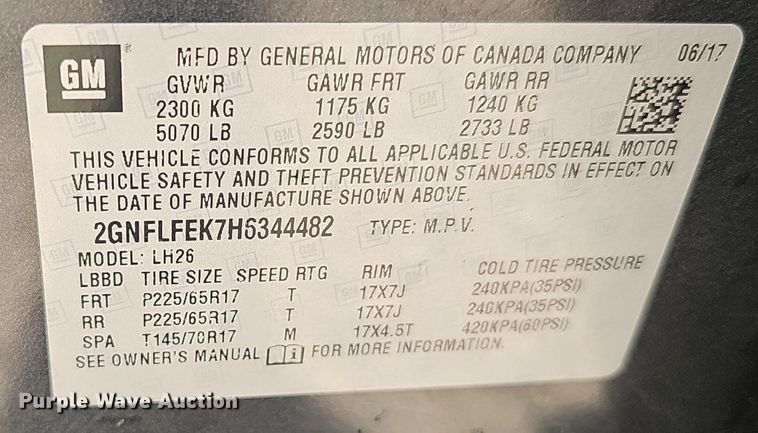 GM ®
MFD BY GENERAL MOTORS OF CANADA COMPANY 06/17
GVWR GAWR FRT GAWR RR
2300 KG 1175 KG 1240 KG
5070 LB 2590 LB 2733 LB
THIS VEHICLE CONFORMS TO ALL APPLICABLE U.S. FEDERAL MOTOR
VEHICLE SAFETY AND THEFT PREVENTION STANDARDS IN EFFECT ON
THE DATE OF MANUFACTURE SHOWN ABOVE.
2GNFLFEK7H6344482 TYPE: M.P.V.
MODEL: LH26
LBBD TIRE SIZE SPEED RTG RIM COLD TIRE PRESSURE
FRT P225/65R17 T 17X7J 240KPA(35PSI)
RR P225/65R17 T 17X7J 240KPA(35PSI)
SPA T145/70R17 M 17X4.5T 420KPA(60PSI)
SEE OWNER'S MANUAL i FOR MORE INFORMATION.
Purple Wave Auction